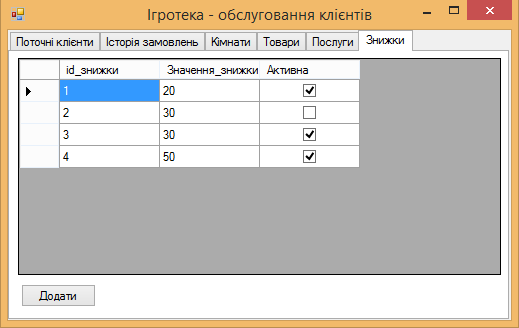 Ігротека - обслуговання клієнтів
Поточні клієнти Історія замовлень Кімнати Товари Послуги Знижки
id_знижки Значення_знижки Активна
1 20
2 30
3 30
4 50
Додати